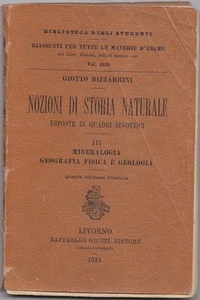 BIBLIOTECA DEGLI STUDENTI
RIASSUNTI PER TUTTE LE MATERIE D'ESAME
Vol.
GIOTTO BIZZARRINI
NOZIONI DI STORIA NATURALE
ESPOSTE IN QUADRI SINOTTICI
III
MINERALOGIA
GEOGRAFIA FISICA E GEOLOGIA
LIVORNO
RAFFAELLO GIUSTI, EDITORE
1914